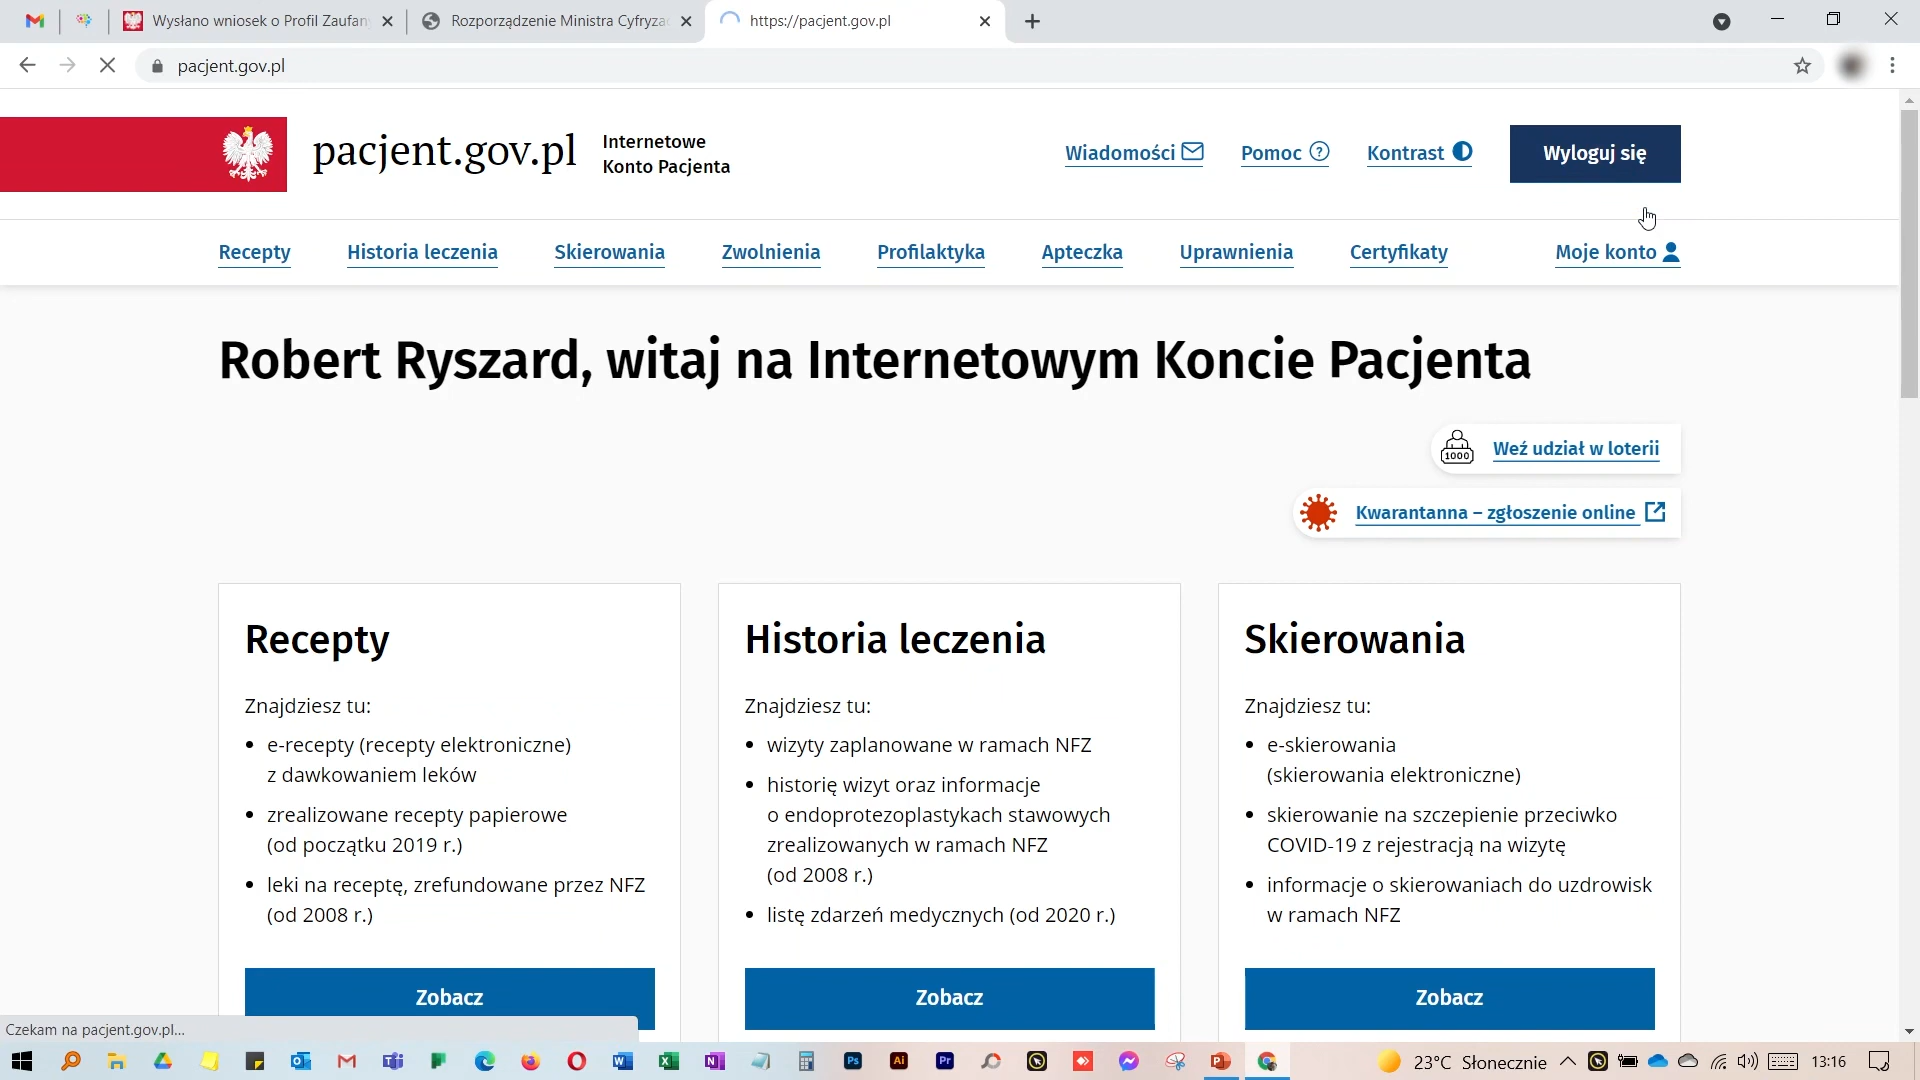 Wysłano wniosek o Profil Zaufan
Rozporządzenie Ministra Cyfryza
https://pacjent.gov.pl
pacjent.gov.pl
pacjent.gov.pl
Internetowe
Konto Pacjenta
Wiadomości
Pomoc
Kontrast
Wyloguj się
Recepty
Historia leczenia
Skierowania
Zwolnienia
Profilaktyka
Apteczka
Uprawnienia
Certyfikaty
Moje konto
Robert Ryszard, witaj na Internetowym Koncie Pacjenta
1000
Weź udział w loterii
Kwarantanna – zgłoszenie online
Recepty
Znajdziesz tu:
• e-recepty (recepty elektroniczne)
z dawkowaniem leków
• zrealizowane recepty papierowe
(od początku 2019 r.)
• leki na receptę, zrefundowane przez NFZ
(od 2008 r.)
Zobacz
Historia leczenia
Znajdziesz tu:
• wizyty zaplanowane w ramach NFZ
• historię wizyt oraz informacje
o endoprotezoplastykach stawowych
zrealizowanych w ramach NFZ
(od 2008 r.)
• listę zdarzeń medycznych (od 2020 r.)
Zobacz
Skierowania
Znajdziesz tu:
• e-skierowania
(skierowania elektroniczne)
• skierowanie na szczepienie przeciwko
COVID-19 z rejestracją na wizytę
• informacje o skierowaniach do uzdrowisk
w ramach NFZ
Zobacz
Czekam na pacjent.gov.pl...
Ps
Ai
Pr
23°C Słonecznie
13:16